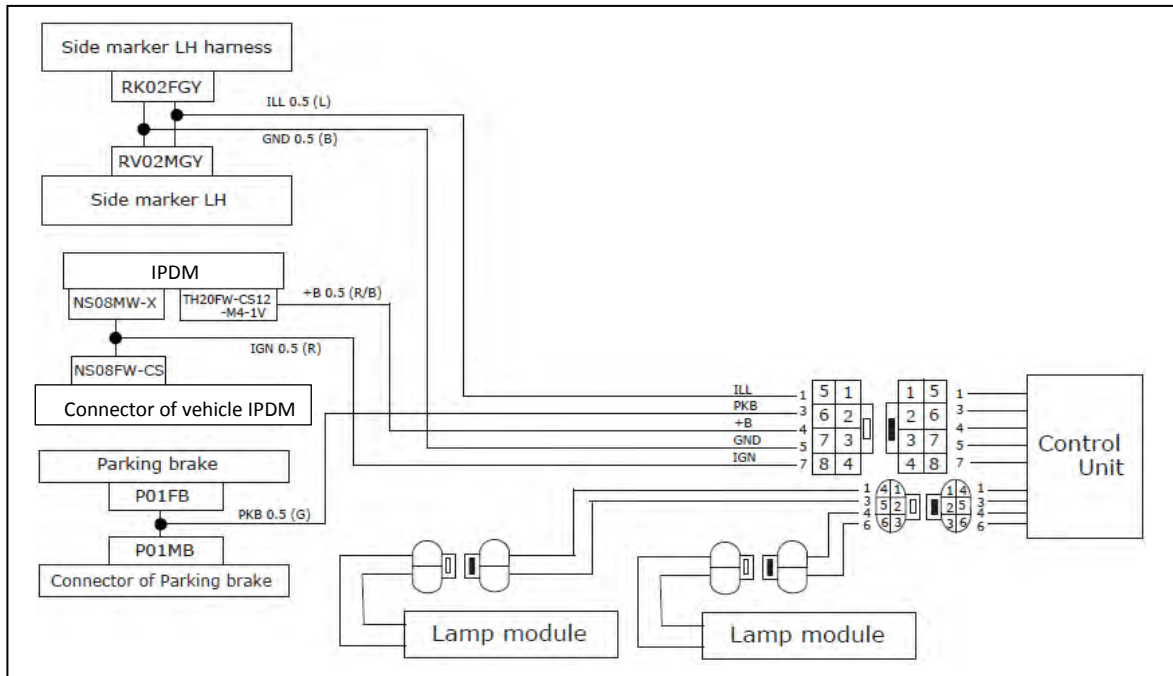 Side marker LH harness
RK02FGY
ILL 0.5 (L)
GND 0.5 (B)
RV02MGY
Side marker LH
IPDM
NS08MW-X
TH20FW-CS12
-M4-1V
+B 0.5 (R/B)
IGN 0.5 (R)
NS08FW-CS
Connector of vehicle IPDM
Parking brake
P01FB
PKB 0.5 (G)
P01MB
Connector of Parking brake
ILL 1 5 1 1 5 1
PKB 3 6 2 2 6 3
+B 4 7 3 3 7 4
GND 5 8 4 4 8 5
IGN 7 7
Control
Unit
1 4 1 1 4 1
3 5 2 2 5 3
4 6 3 3 6 4
6 6
Lamp module
Lamp module